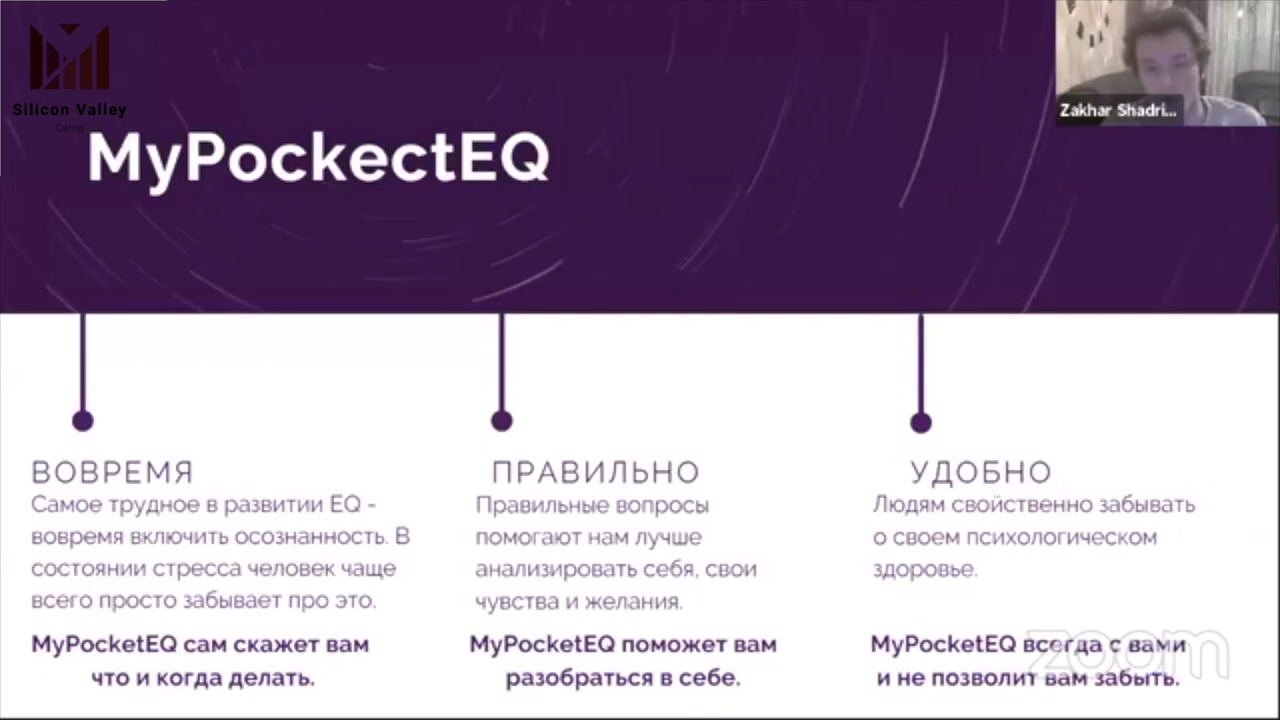 Silicon Valley
Camp
Zakhar Shadri...
MyPockectEQ
ВОВРЕМЯ
Самое трудное в развитии EQ -
вовремя включить осознанность. В
состоянии стресса человек чаще
всего просто забывает про это.
MyPocketEQ сам скажет вам
что и когда делать.
ПРАВИЛЬНО
Правильные вопросы
помогают нам лучше
анализировать себя, свои
чувства и желания.
MyPocketEQ поможет вам
разобраться в себе.
УДОБНО
Людям свойственно забывать
о своем психологическом
здоровье.
MyPocketEQ всегда с вами
и не позволит вам забыть.
zoom